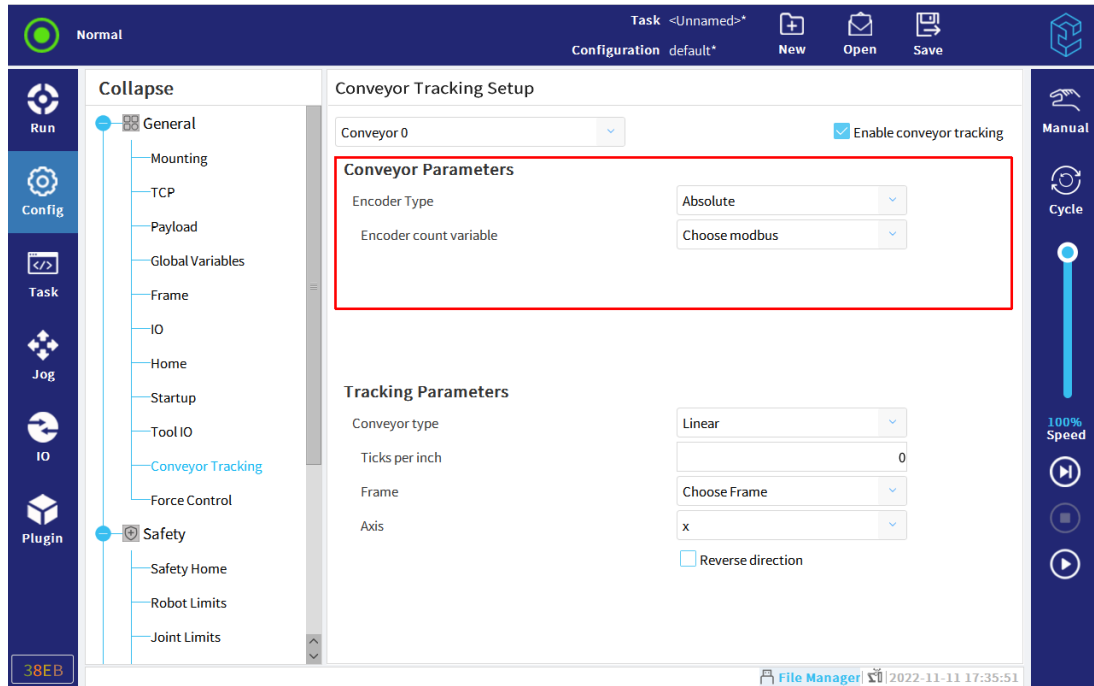 Normal
Task <Unnamed>*
Configuration default*
New
Open
Save
Run
Config
Task
Jog
IO
Plugin
38EB
Collapse
General
Mounting
TCP
Payload
Global Variables
Frame
IO
Home
Startup
Tool IO
Conveyor Tracking
Force Control
Safety
Safety Home
Robot Limits
Joint Limits
Conveyor Tracking Setup
Conveyor 0
Enable conveyor tracking
Conveyor Parameters
Encoder Type Absolute
Encoder count variable Choose modbus
Tracking Parameters
Conveyor type Linear
Ticks per inch 0
Frame Choose Frame
Axis x
Reverse direction
File Manager 2022-11-11 17:35:51
Manual
Cycle
100%
Speed